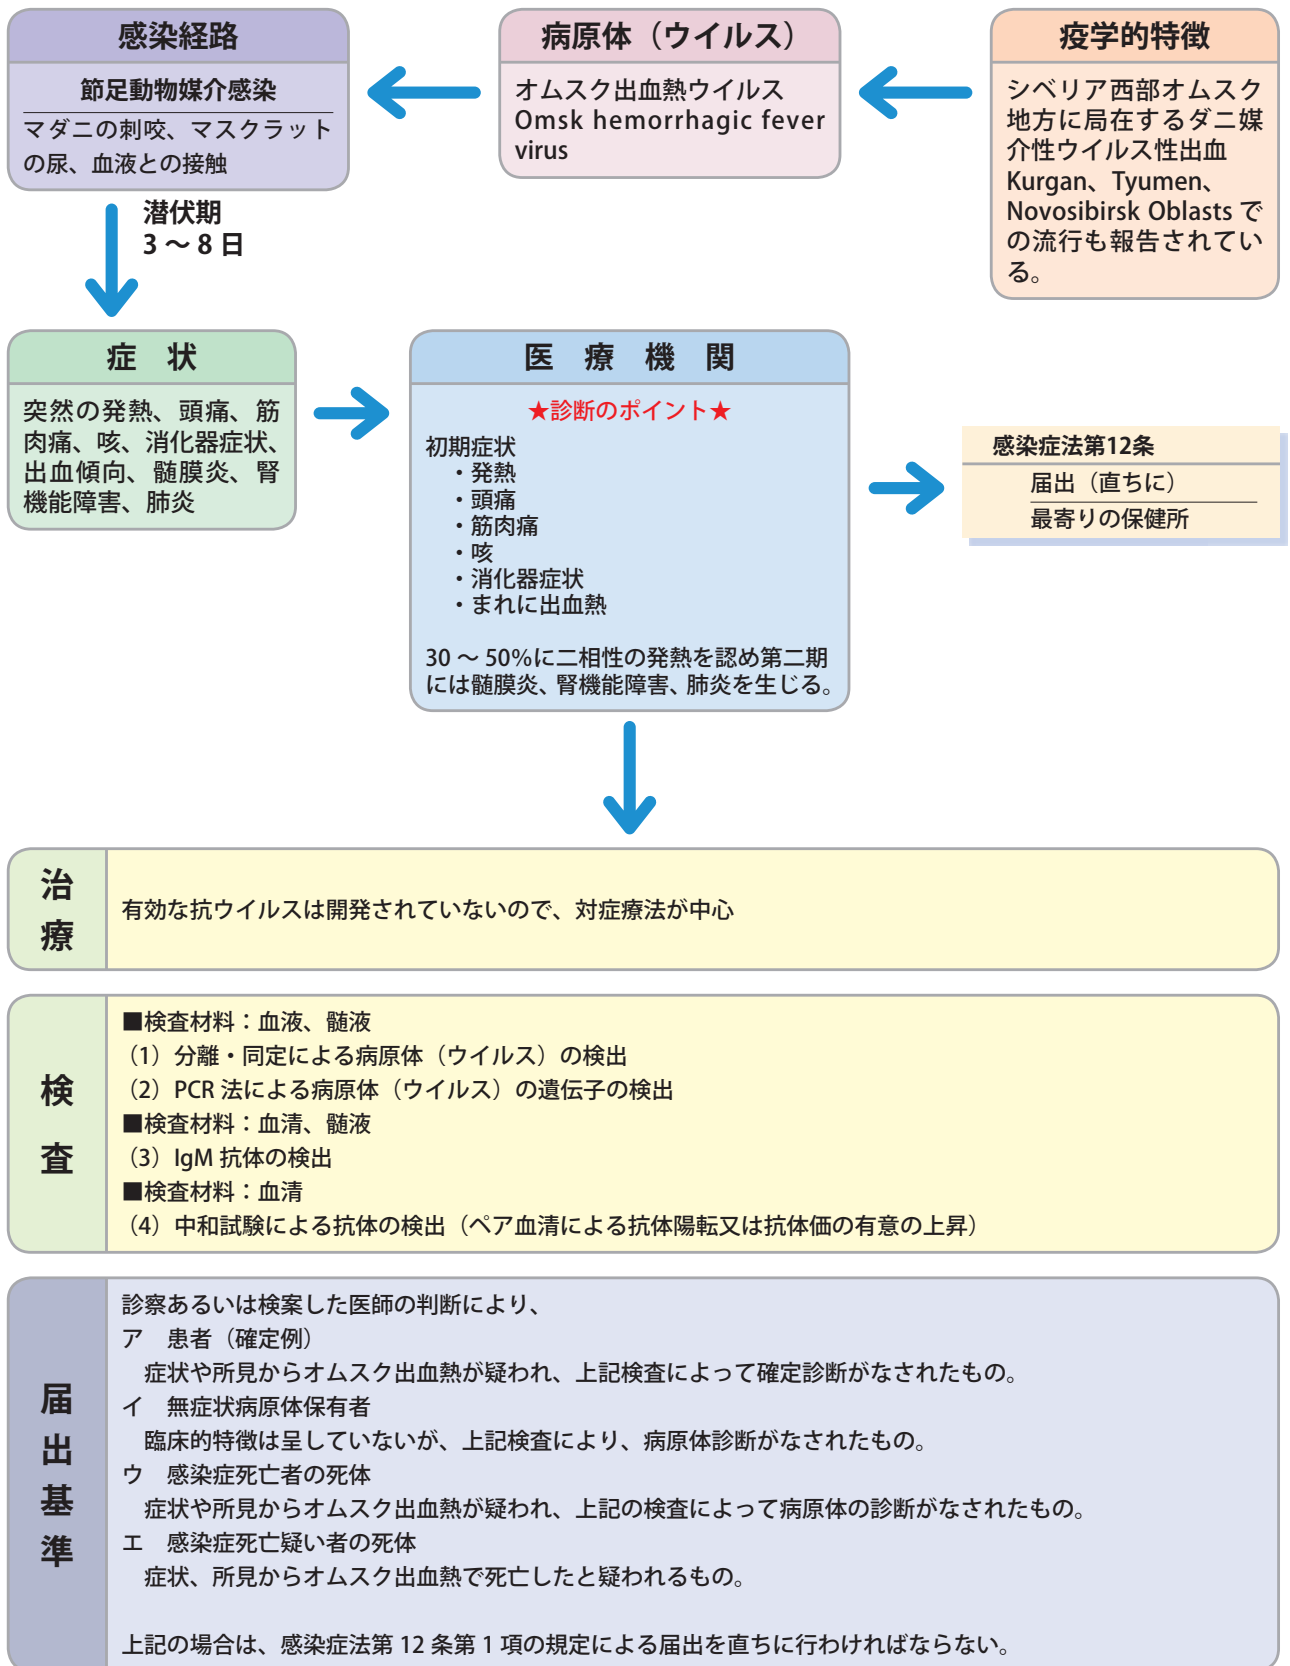 感染経路
節足動物媒介感染
マダニの刺咬、マスクラット
の尿、血液との接触
病原体（ウイルス）
オムスク出血熱ウイルス
Omsk hemorrhagic fever
virus
疫学的特徴
シベリア西部オムスク
地方に局在するダニ媒
介性ウイルス性出血
Kurgan、Tyumen、
Novosibirsk Oblasts で
の流行も報告されてい
る。
潜伏期
3 ～ 8 日
症　状
突然の発熱、頭痛、筋
肉痛、咳、消化器症状、
出血傾向、髄膜炎、腎
機能障害、肺炎
医　療　機　関
★診断のポイント★
初期症状
・発熱
・頭痛
・筋肉痛
・咳
・消化器症状
・まれに出血熱
30 ～ 50%に二相性の発熱を認め第二期
には髄膜炎、腎機能障害、肺炎を生じる。
感染症法第12条
届出（直ちに）
最寄りの保健所
治療
有効な抗ウイルスは開発されていないので、対症療法が中心
検査
■検査材料：血液、髄液
（1）分離・同定による病原体（ウイルス）の検出
（2）PCR 法による病原体（ウイルス）の遺伝子の検出
■検査材料：血清、髄液
（3）IgM 抗体の検出
■検査材料：血清
（4）中和試験による抗体の検出（ペア血清による抗体陽転又は抗体価の有意の上昇）
届出基準
診察あるいは検案した医師の判断により、
ア　患者（確定例）
症状や所見からオムスク出血熱が疑われ、上記検査によって確定診断がなされたもの。
イ　無症状病原体保有者
臨床的特徴は呈していないが、上記検査により、病原体診断がなされたもの。
ウ　感染症死亡者の死体
症状や所見からオムスク出血熱が疑われ、上記の検査によって病原体の診断がなされたもの。
エ　感染症死亡疑い者の死体
症状、所見からオムスク出血熱で死亡したと疑われるもの。
上記の場合は、感染症法第 12 条第 1 項の規定による届出を直ちに行わければならない。